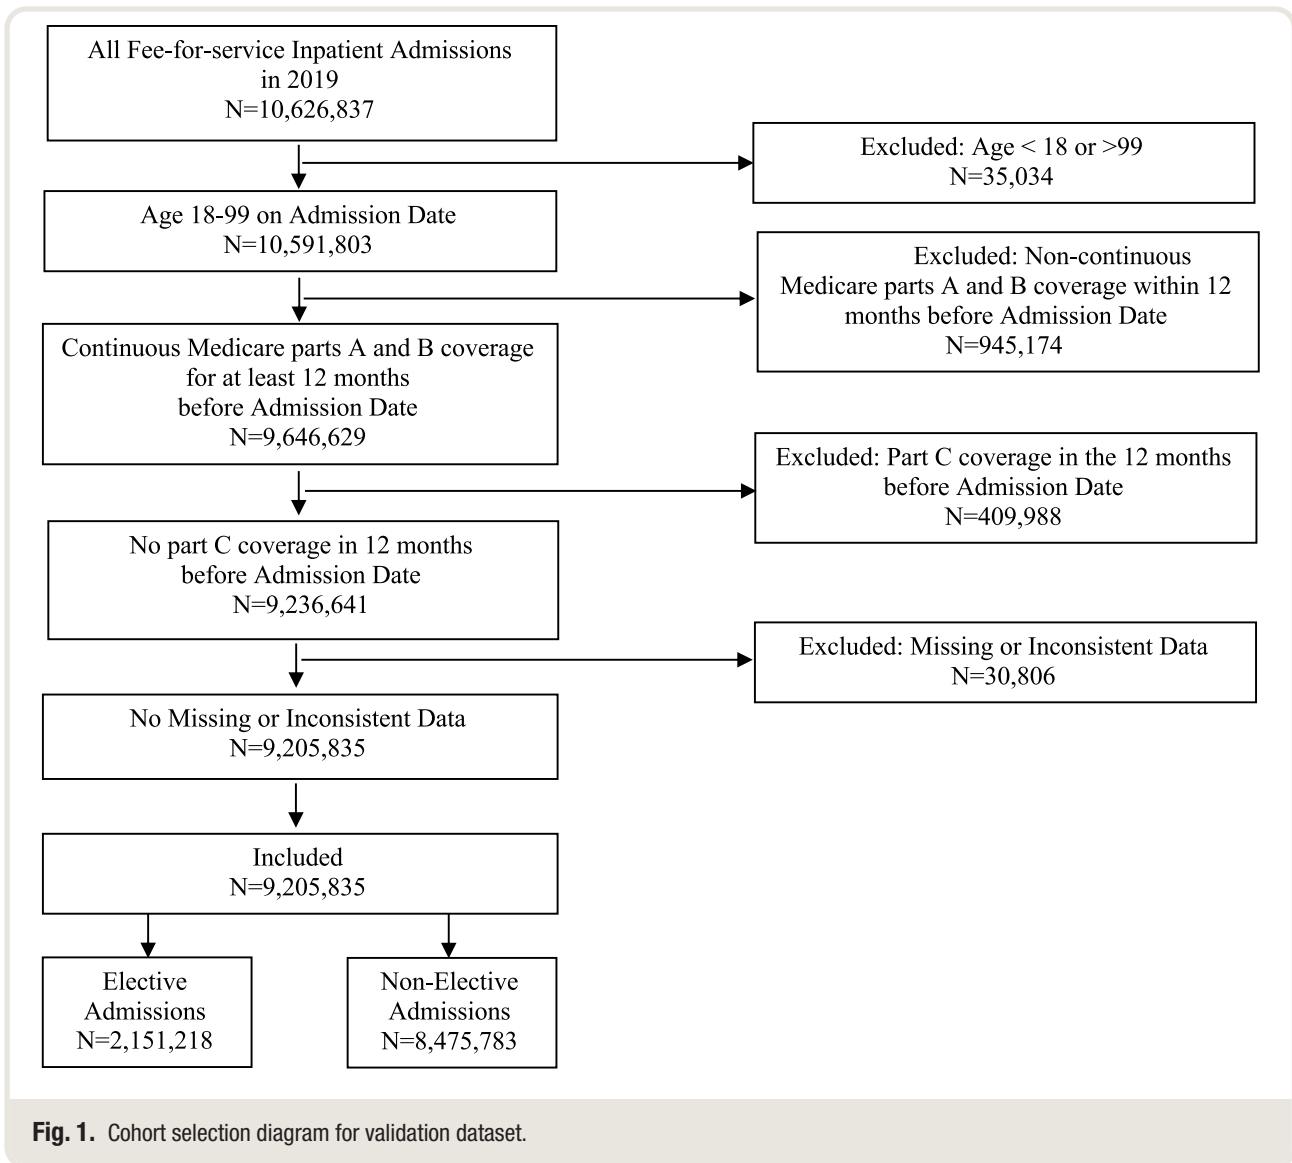 All Fee-for-service Inpatient Admissions
in 2019
N=10,626,837
Excluded: Age < 18 or >99
N=35,034
Age 18-99 on Admission Date
N=10,591,803
Excluded: Non-continuous
Medicare parts A and B coverage within 12
months before Admission Date
N=945,174
Continuous Medicare parts A and B coverage
for at least 12 months
before Admission Date
N=9,646,629
Excluded: Part C coverage in the 12 months
before Admission Date
N=409,988
No part C coverage in 12 months
before Admission Date
N=9,236,641
Excluded: Missing or Inconsistent Data
N=30,806
No Missing or Inconsistent Data
N=9,205,835
Included
N=9,205,835
Elective
Admissions
N=2,151,218
Non-Elective
Admissions
N=8,475,783
Fig. 1. Cohort selection diagram for validation dataset.